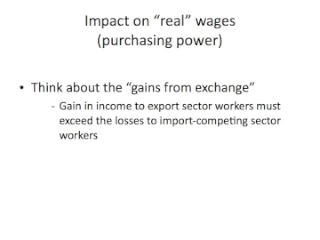 Impact on “real” wages
(purchasing power)
• Think about the “gains from exchange”
- Gain in income to export sector workers must
exceed the losses to import-competing sector
workers